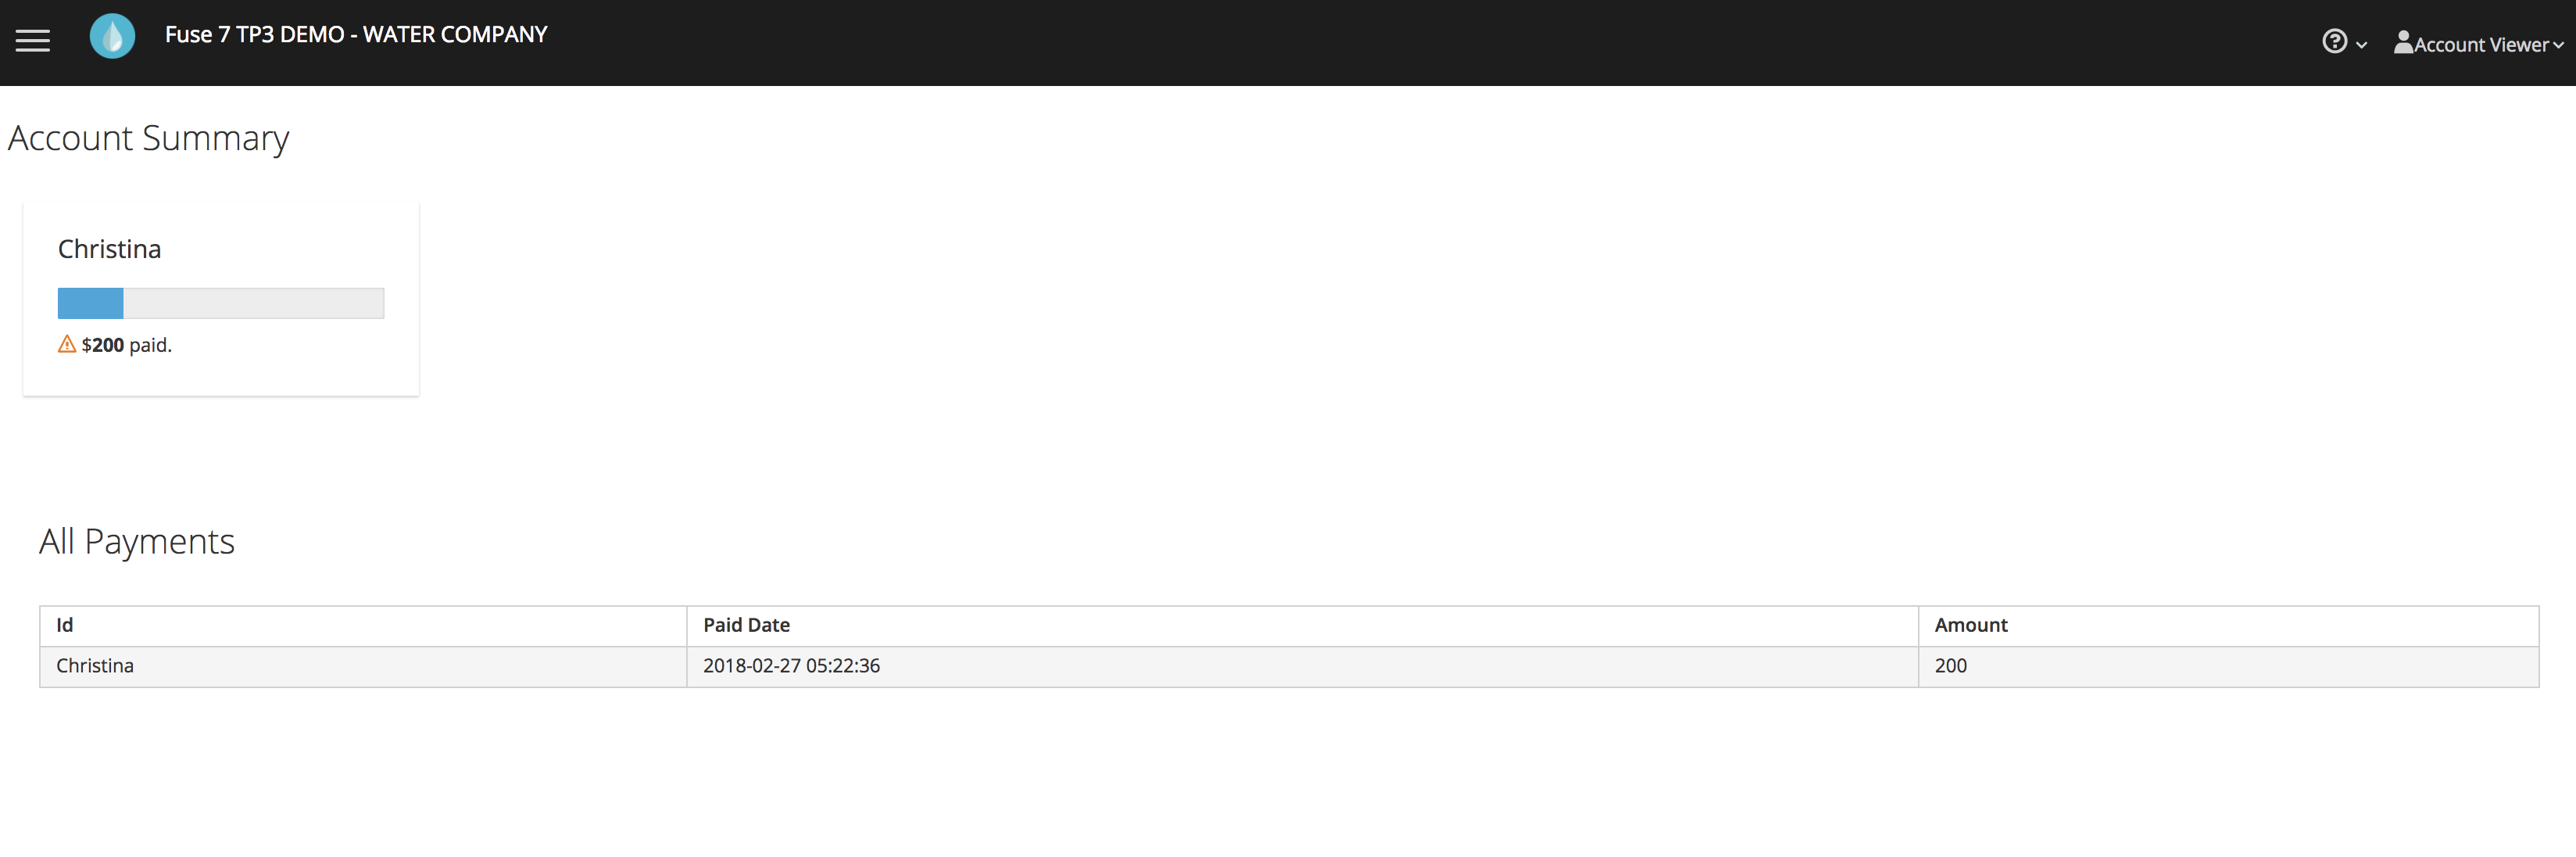 Fuse 7 TP3 DEMO - WATER COMPANY
Account Viewer
Account Summary
Christina
$200 paid.
All Payments
Id Paid Date Amount
Christina 2018-02-27 05:22:36 200